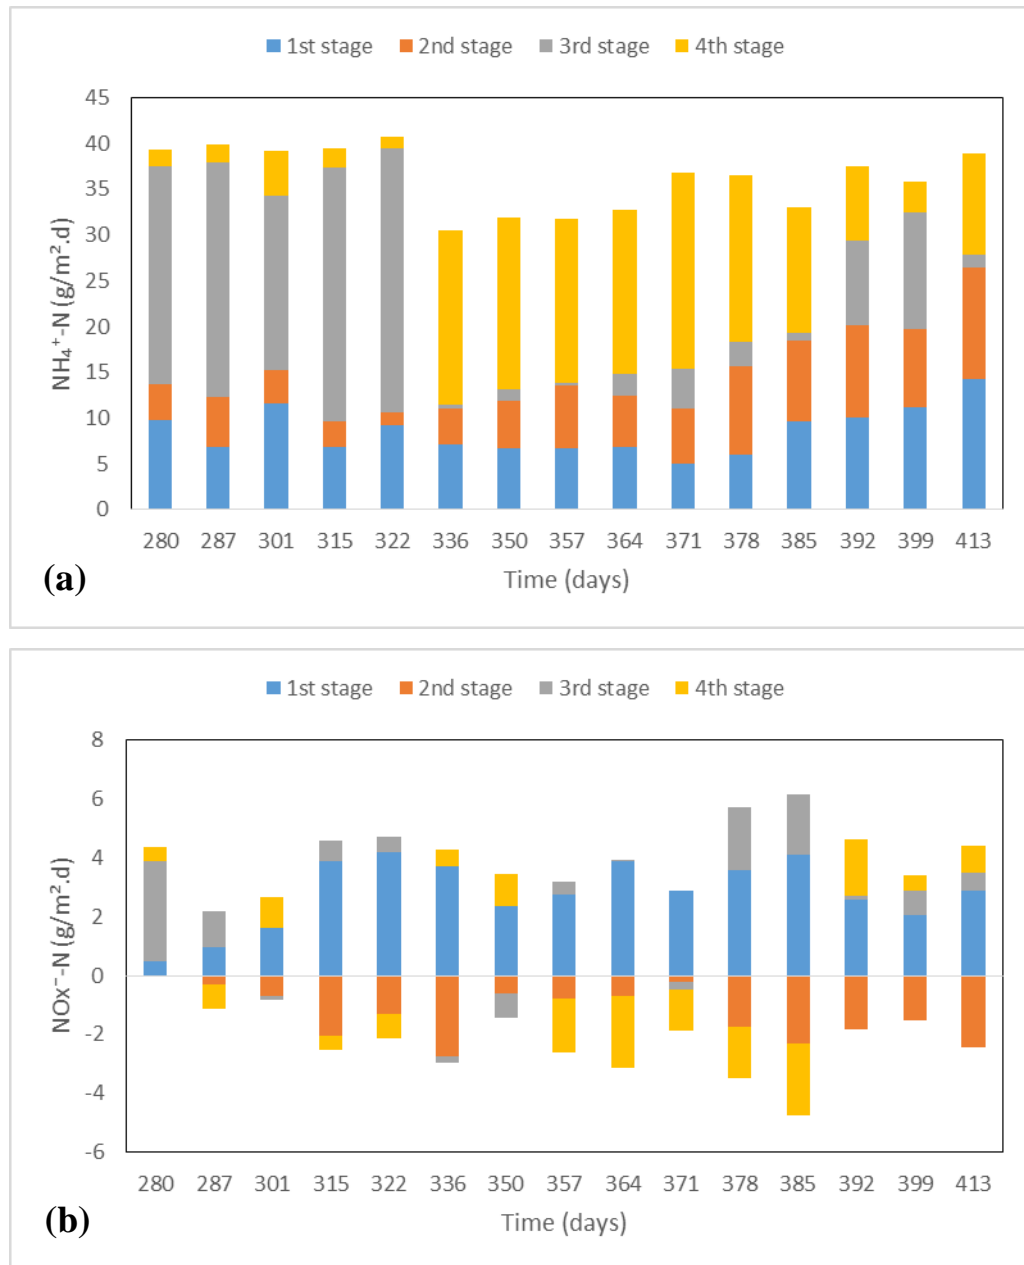 1st stage 2nd stage 3rd stage 4th stage
45
40
35
30
25
20
15
10
5
0
NH₄⁺-N (g/m².d)
280 287 301 315 322 336 350 357 364 371 378 385 392 399 413
Time (days)
(a)
1st stage 2nd stage 3rd stage 4th stage
8
6
4
2
0
-2
-4
-6
NOx⁻-N (g/m².d)
280 287 301 315 322 336 350 357 364 371 378 385 392 399 413
Time (days)
(b)